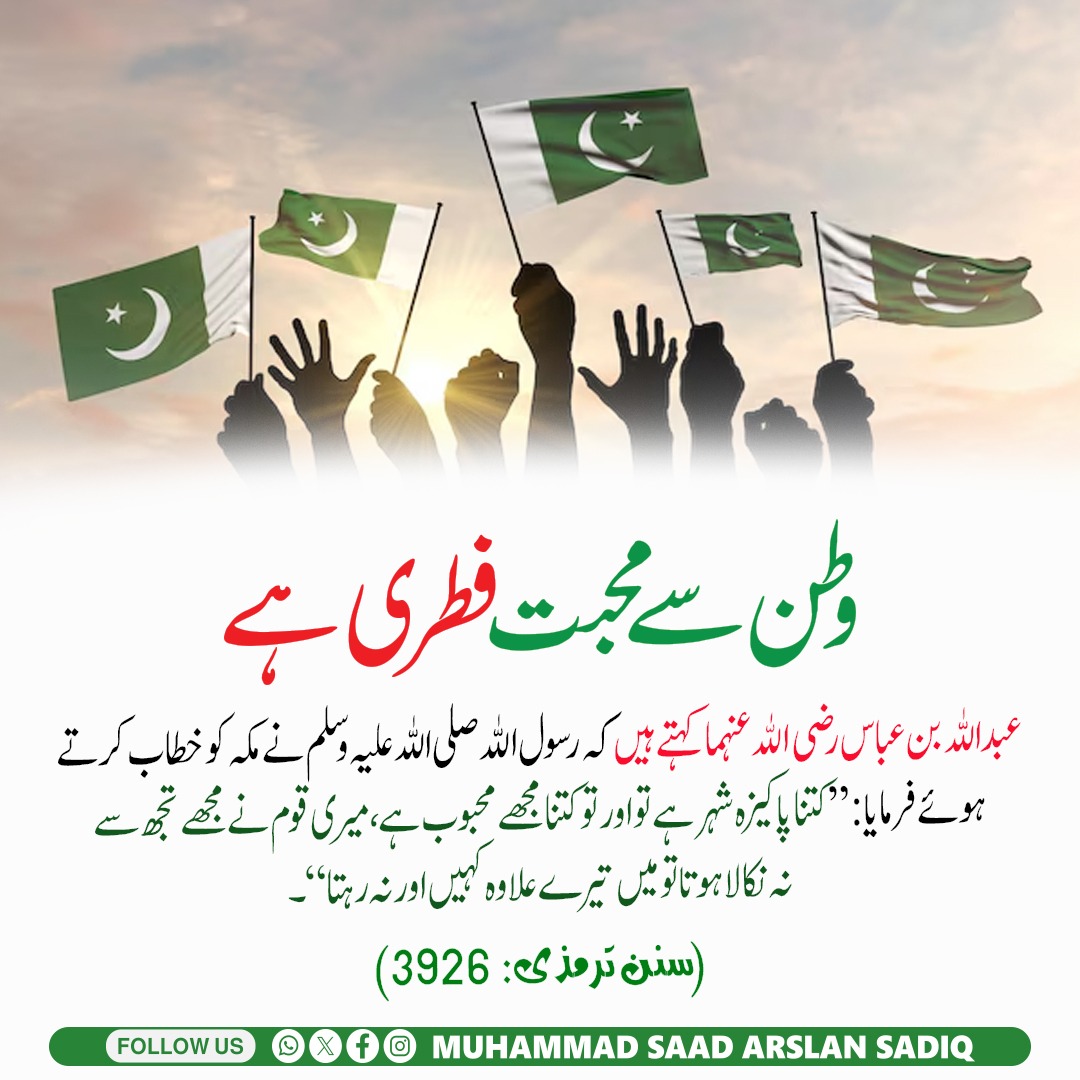 وطن سے محبت فطری ہے
عبداللہ بن عباس رضی اللہ عنہما کہتے ہیں کہ رسول اللہ صلی اللہ علیہ وسلم نے مکہ کو خطاب کرتے
ہوئے فرمایا: ”کتنا پاکیزہ شہر ہے تو اور تو کتنا مجھے محبوب ہے، میری قوم نے مجھے تجھ سے
نہ نکالا ہوتا تو میں تیرے علاوہ کہیں اور نہ رہتا“۔
(سنن ترمذی: 3926)
FOLLOW US MUHAMMAD SAAD ARSLAN SADIQ